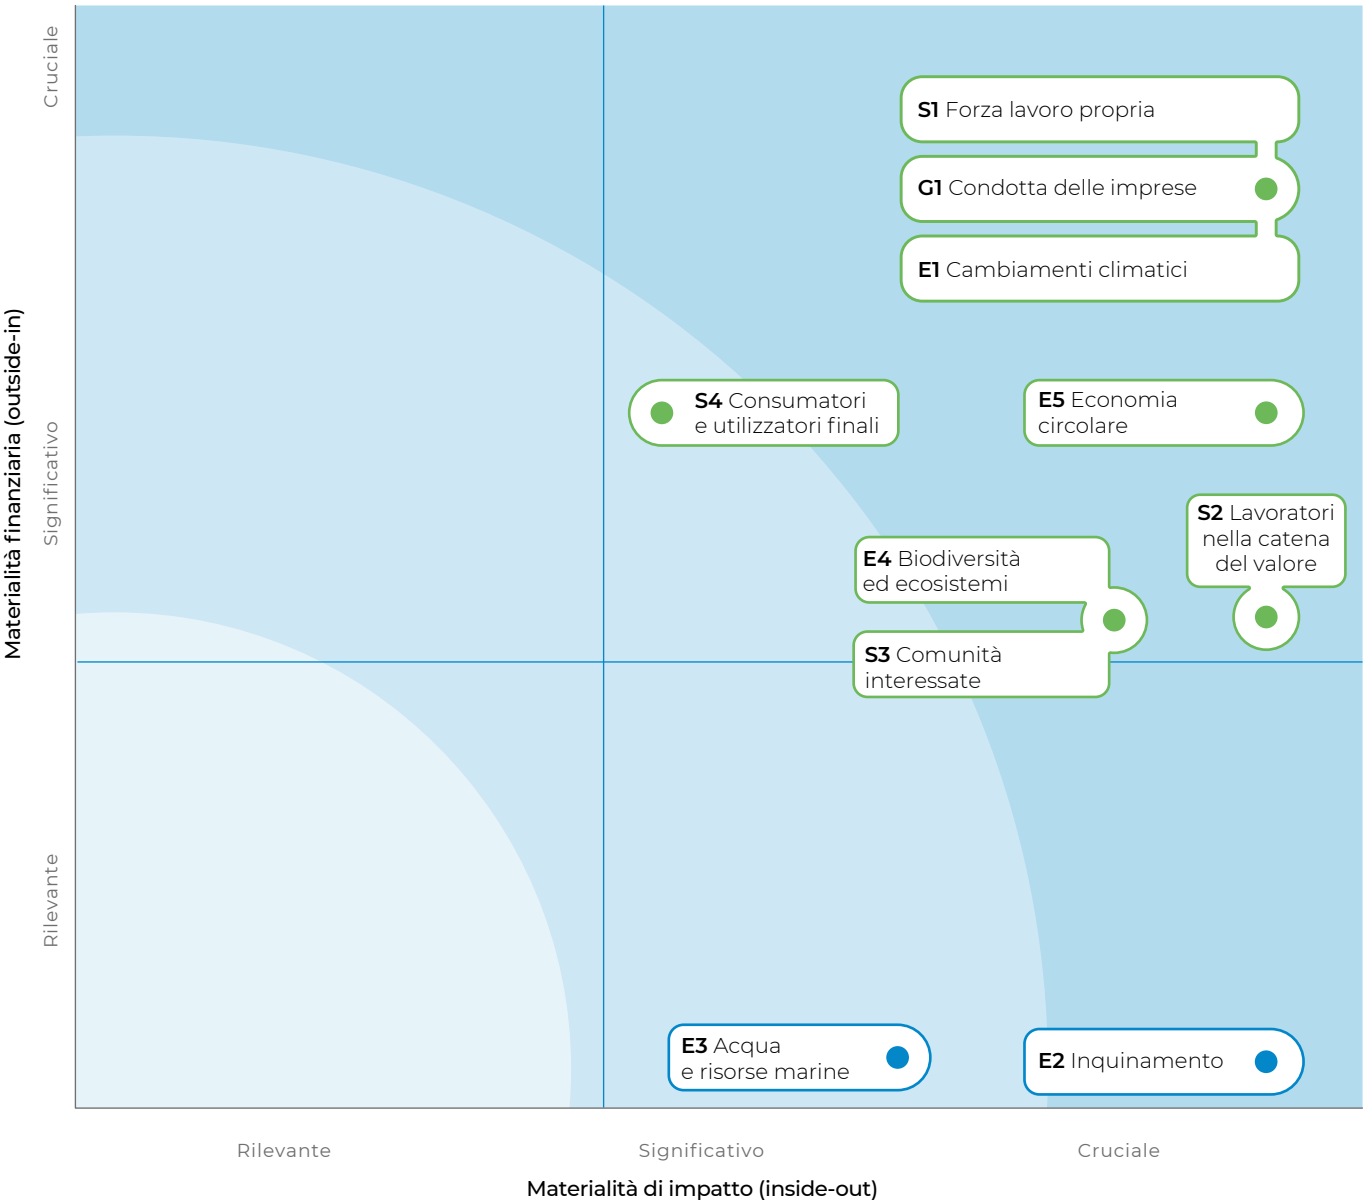 Materialità finanziaria (outside-in)
Cruciale
Significativo
Rilevante
S1 Forza lavoro propria
G1 Condotta delle imprese
E1 Cambiamenti climatici
S4 Consumatori
e utilizzatori finali
E5 Economia
circolare
S2 Lavoratori
nella catena
del valore
E4 Biodiversità
ed ecosistemi
S3 Comunità
interessate
E3 Acqua
e risorse marine
E2 Inquinamento
Rilevante
Significativo
Cruciale
Materialità di impatto (inside-out)